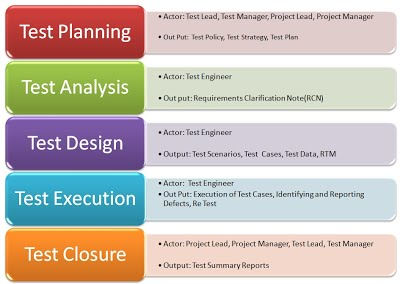 Test Planning
• Actor: Test Lead, Test Manager, Project Lead, Project Manager
• Out Put: Test Policy, Test Strategy, Test Plan
Test Analysis
• Actor: Test Engineer
• Out put: Requirements Clarification Note(RCN)
Test Design
• Actor: Test Engineer
• Output: Test Scenarios, Test Cases, Test Data, RTM
Test Execution
• Actor: Test Engineer
• Out Put: Execution of Test Cases, Identifying and Reporting
Defects, Re Test
Test Closure
• Actor: Project Lead, Project Manager, Test Lead, Test Manager
• Output: Test Summary Reports